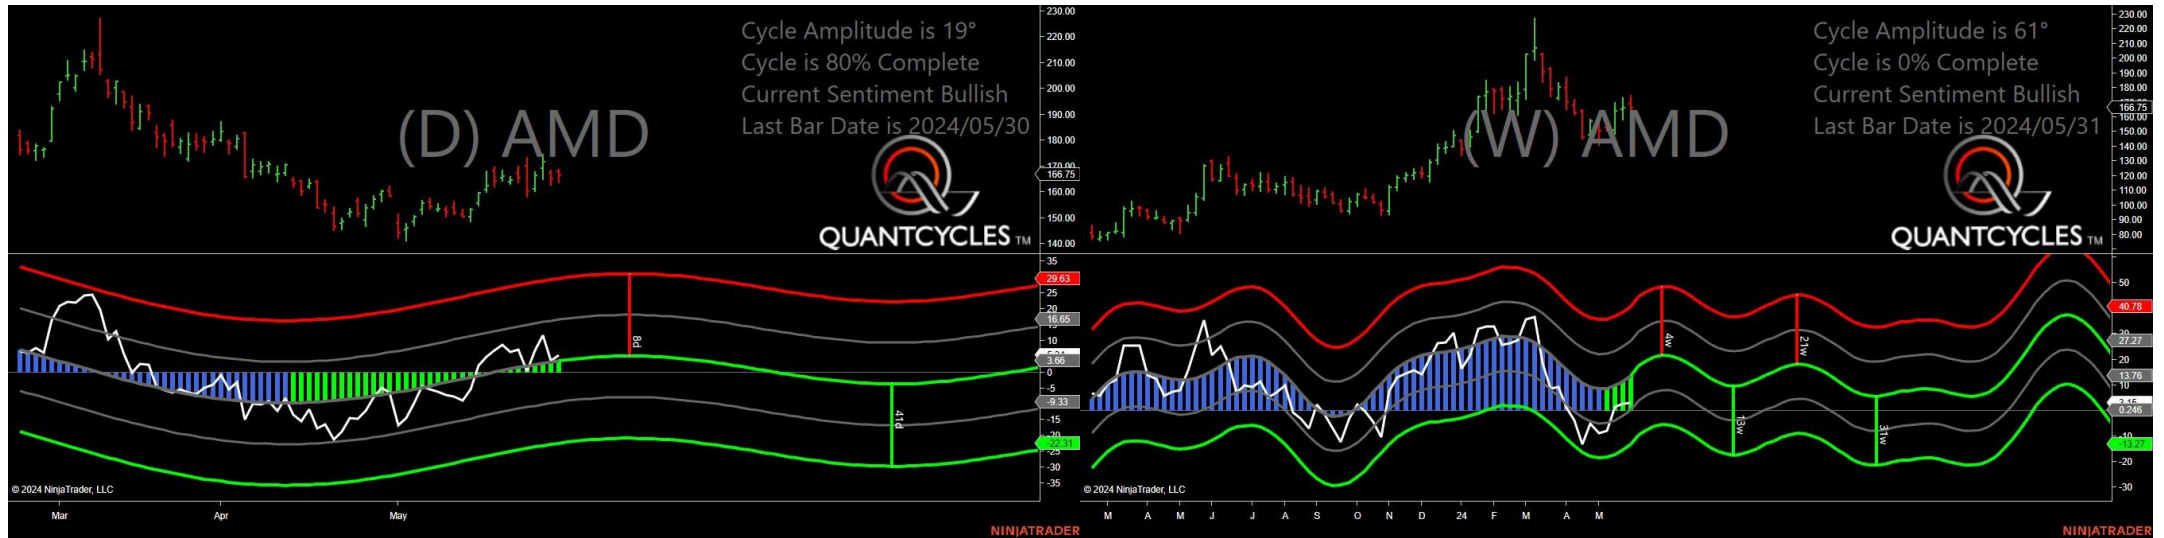 230.00
220.00
210.00
200.00
190.00
180.00
170.00
166.75
160.00
150.00
140.00
Cycle Amplitude is 19°
Cycle is 80% Complete
Current Sentiment Bullish
Last Bar Date is 2024/05/30
(D) AMD
QUANTCYCLES TM
35
29.63
25
20
16.65
10
3.66
0
-5
-9.33
-15
-20
-22.31
-25
-30
-35
8d
41d
© 2024 NinjaTrader, LLC
Mar Apr May
NINJATRADER
230.00
220.00
210.00
200.00
190.00
180.00
166.75
160.00
150.00
140.00
130.00
120.00
110.00
100.00
90.00
80.00
Cycle Amplitude is 61°
Cycle is 0% Complete
Current Sentiment Bullish
Last Bar Date is 2024/05/31
(W) AMD
QUANTCYCLES TM
50
40.78
30
27.27
20
13.76
10
3.15
0.246
-10
-13.27
-20
-30
4w
13w
21w
31w
© 2024 NinjaTrader, LLC
M A M J J A S O N D 24 F M A M
NINJATRADER